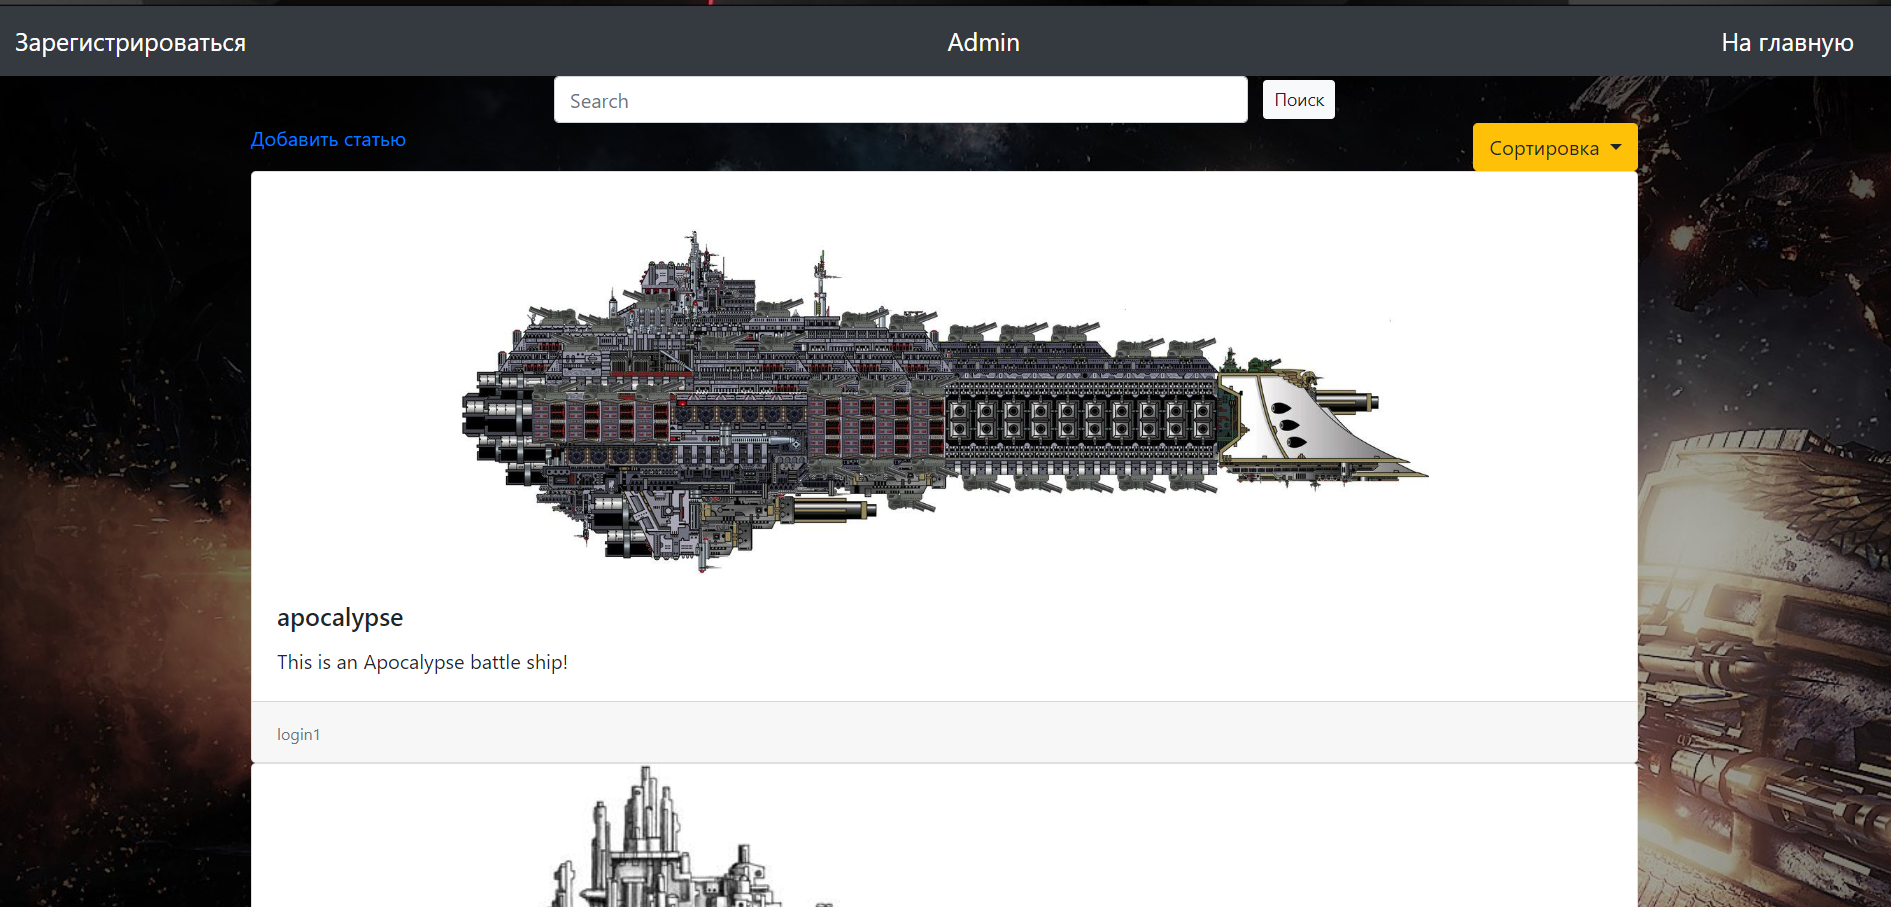 Зарегистрироваться
Admin
На главную
Search
Поиск
Добавить статью
Сортировка
apocalypse
This is an Apocalypse battle ship!
login1